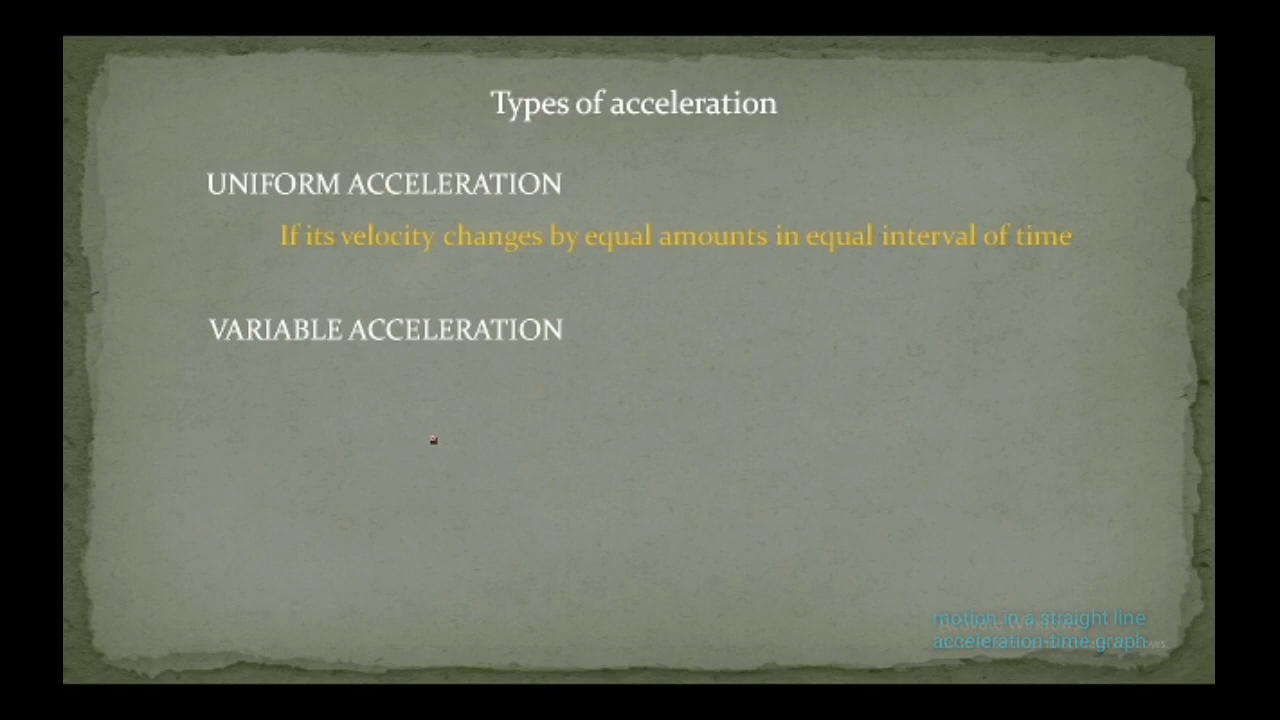 Types of acceleration
UNIFORM ACCELERATION
If its velocity changes by equal amounts in equal interval of time
VARIABLE ACCELERATION
motion in a straight line
acceleration-time graph